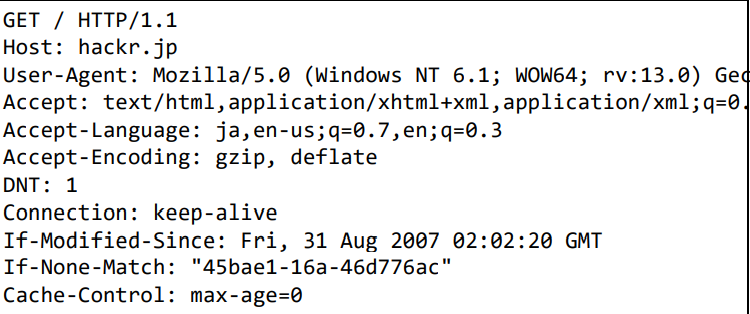 GET / HTTP/1.1
Host: hackr.jp
User-Agent: Mozilla/5.0 (Windows NT 6.1; WOW64; rv:13.0) Gec
Accept: text/html,application/xhtml+xml,application/xml;q=0.
Accept-Language: ja,en-us;q=0.7,en;q=0.3
Accept-Encoding: gzip, deflate
DNT: 1
Connection: keep-alive
If-Modified-Since: Fri, 31 Aug 2007 02:02:20 GMT
If-None-Match: "45bae1-16a-46d776ac"
Cache-Control: max-age=0